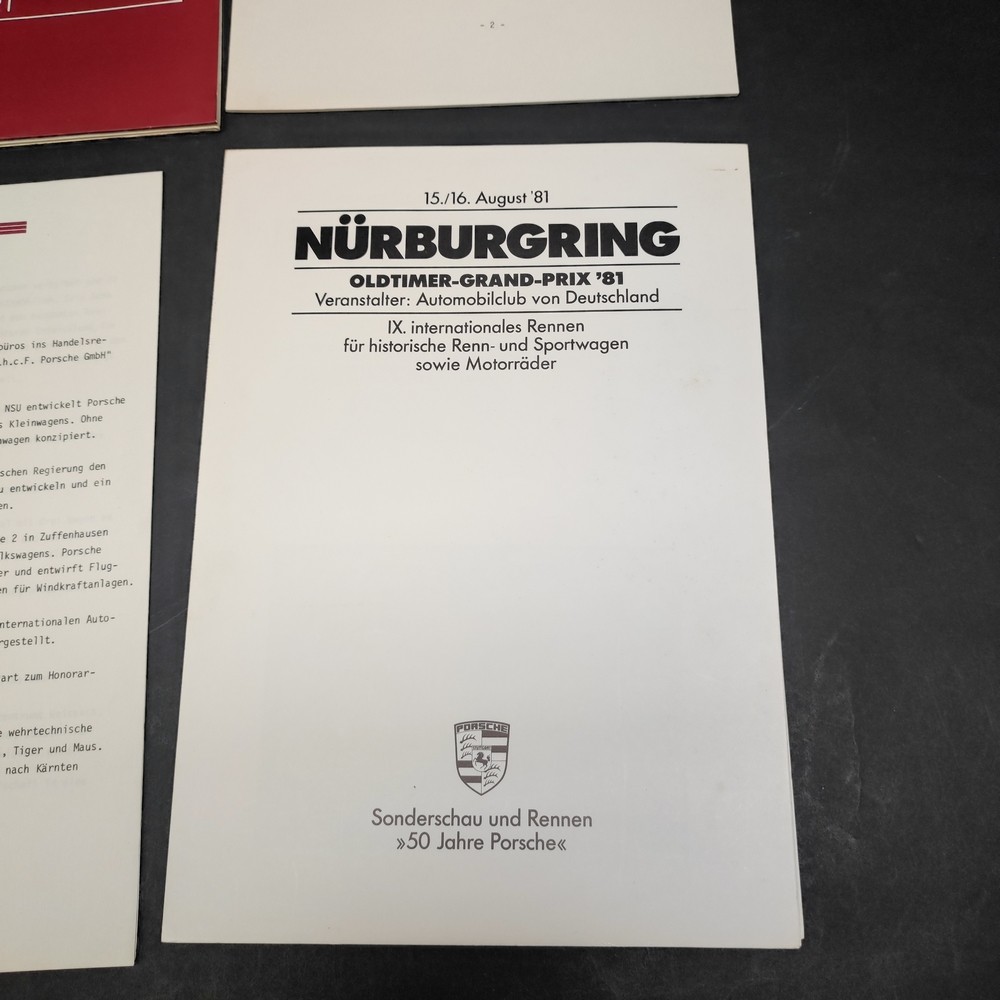 - 2 -
15./16. August '81
NÜRBURGRING
OLDTIMER-GRAND-PRIX '81
Veranstalter: Automobilclub von Deutschland
IX. internationales Rennen
für historische Renn- und Sportwagen
sowie Motorräder
PORSCHE
Sonderschau und Rennen
»50 Jahre Porsche«
büros ins Handelsre-
.h.c.F. Porsche GmbH"
NSU entwickelt Porsche
s Kleinwagens. Ohne
wagen konzipiert.
schen Regierung den
u entwickeln und ein
en.
e 2 in Zuffenhausen
lkswagens. Porsche
er und entwirft Flug-
en für Windkraftanlagen.
nternationalen Auto-
rgestellt.
art zum Honorar-
e wehrtechnische
, Tiger und Maus.
nach Kärnten